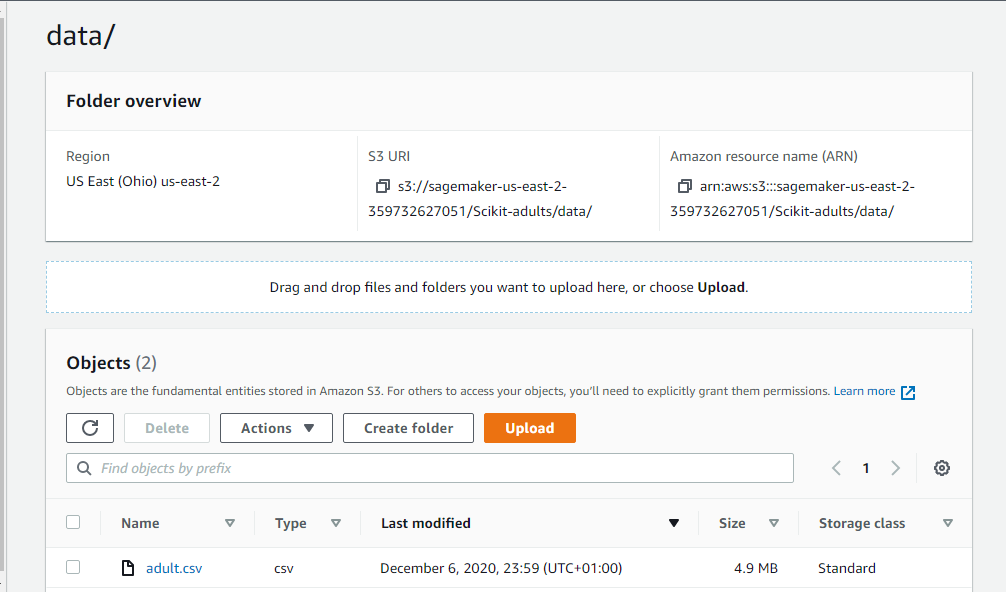 data/
Folder overview
Region
US East (Ohio) us-east-2
S3 URI
s3://sagemaker-us-east-2-
359732627051/Scikit-adults/data/
Amazon resource name (ARN)
arn:aws:s3:::sagemaker-us-east-2-
359732627051/Scikit-adults/data/
Drag and drop files and folders you want to upload here, or choose Upload.
Objects (2)
Objects are the fundamental entities stored in Amazon S3. For others to access your objects, you'll need to explicitly grant them permissions. Learn more
Delete Actions Create folder Upload
Find objects by prefix 1
Name Type Last modified Size Storage class
adult.csv csv December 6, 2020, 23:59 (UTC+01:00) 4.9 MB Standard